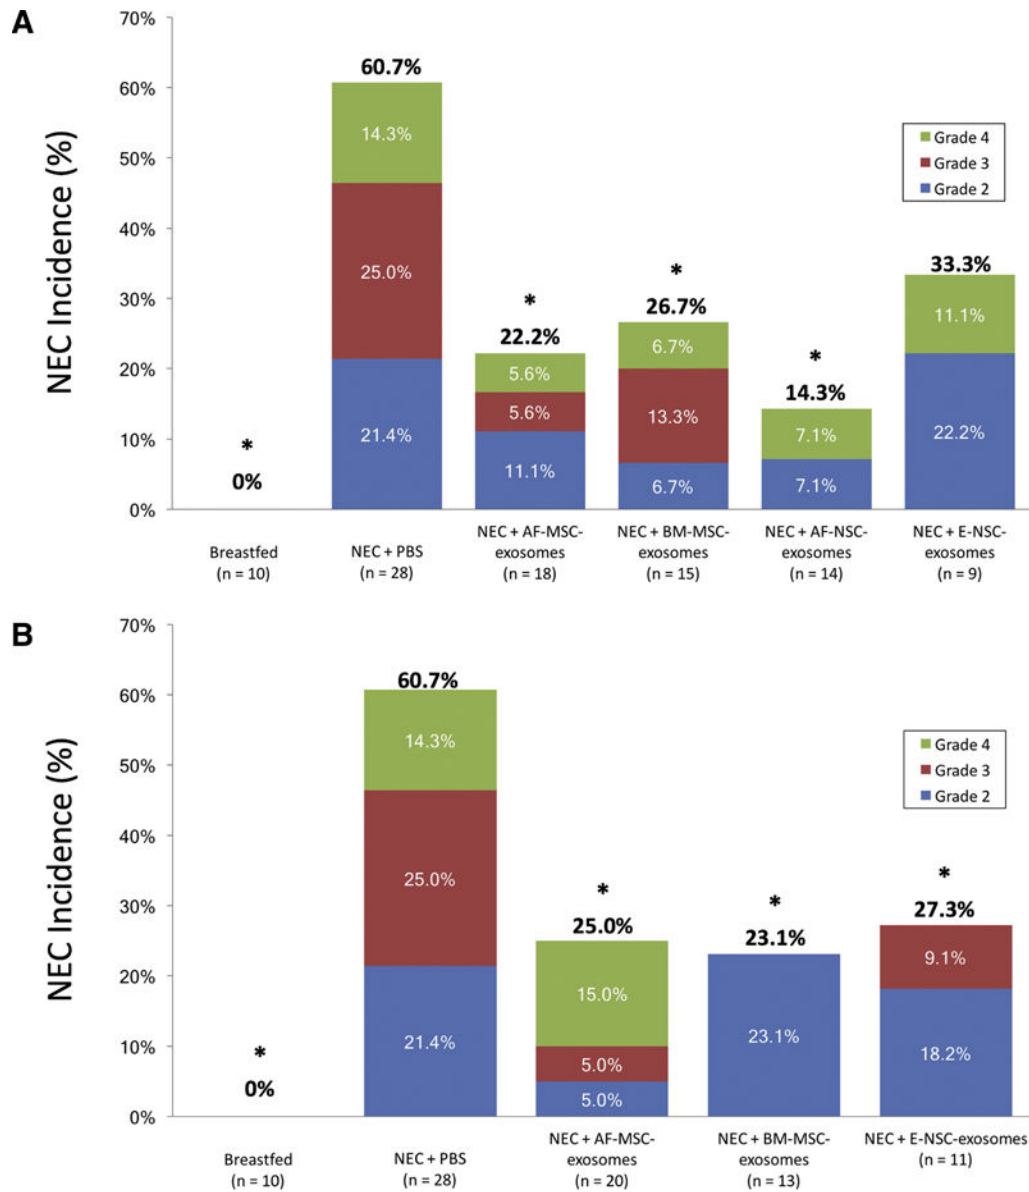 A
NEC Incidence (%)
70%
60%
50%
40%
30%
20%
10%
0%
Grade 4
Grade 3
Grade 2
*
0%
60.7%
14.3%
25.0%
21.4%
*
22.2%
5.6%
5.6%
11.1%
*
26.7%
6.7%
13.3%
6.7%
*
14.3%
7.1%
7.1%
33.3%
11.1%
22.2%
Breastfed
(n = 10)
NEC + PBS
(n = 28)
NEC + AF-MSC-
exosomes
(n = 18)
NEC + BM-MSC-
exosomes
(n = 15)
NEC + AF-NSC-
exosomes
(n = 14)
NEC + E-NSC-
exosomes
(n = 9)
B
NEC Incidence (%)
70%
60%
50%
40%
30%
20%
10%
0%
Grade 4
Grade 3
Grade 2
*
0%
60.7%
14.3%
25.0%
21.4%
*
25.0%
15.0%
5.0%
5.0%
*
23.1%
23.1%
*
27.3%
9.1%
18.2%
Breastfed
(n = 10)
NEC + PBS
(n = 28)
NEC + AF-MSC-
exosomes
(n = 20)
NEC + BM-MSC-
exosomes
(n = 13)
NEC + E-NSC-exosomes
(n = 11)